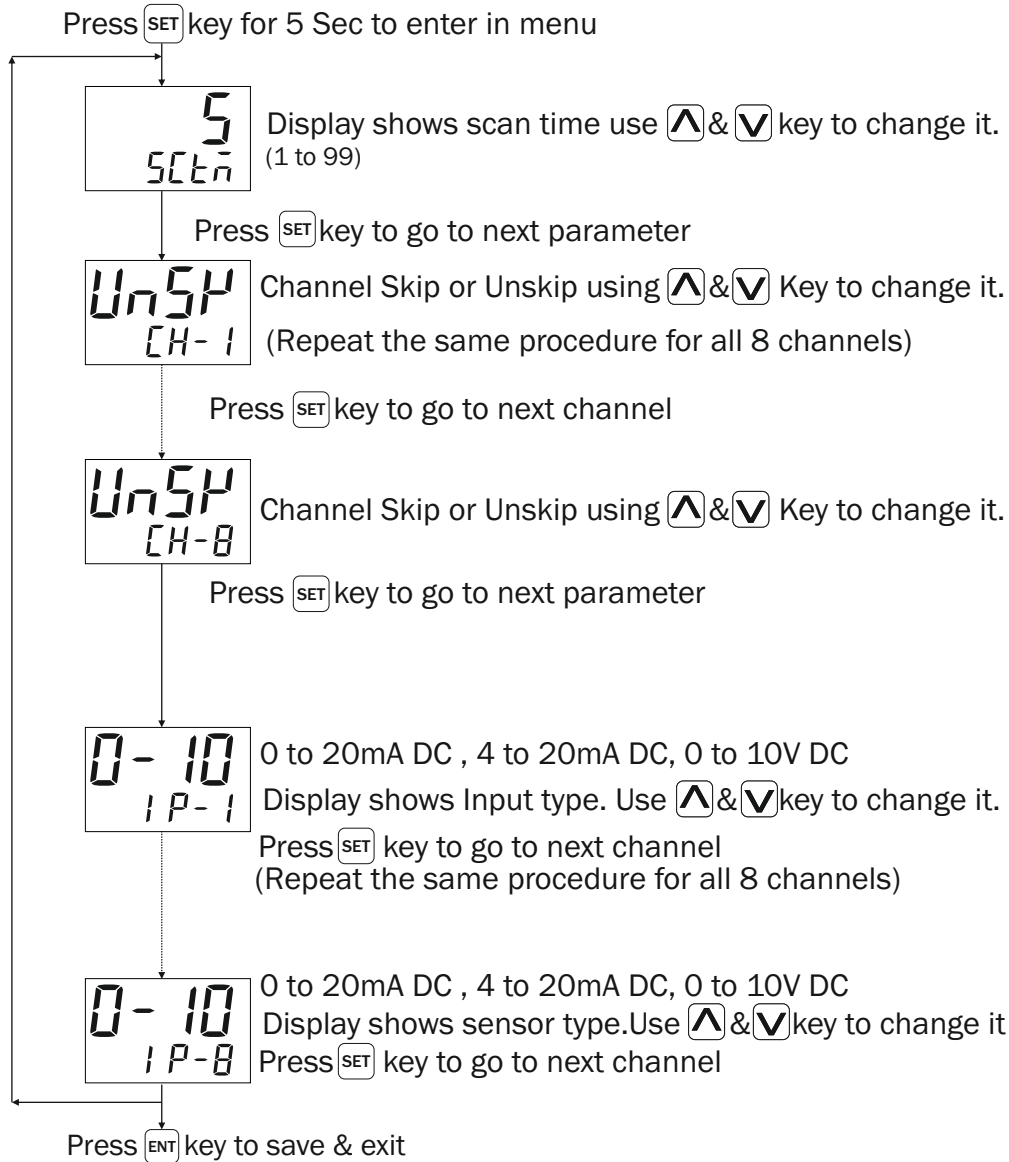 Press SET key for 5 Sec to enter in menu
5
SCtm
Display shows scan time use & key to change it.
(1 to 99)
Press SET key to go to next parameter
UnSK
CH-1
Channel Skip or Unskip using & Key to change it.
(Repeat the same procedure for all 8 channels)
Press SET key to go to next channel
UnSK
CH-8
Channel Skip or Unskip using & Key to change it.
Press SET key to go to next parameter
0-10
IP-1
0 to 20mA DC , 4 to 20mA DC, 0 to 10V DC
Display shows Input type. Use & key to change it.
Press SET key to go to next channel
(Repeat the same procedure for all 8 channels)
0-10
IP-8
0 to 20mA DC , 4 to 20mA DC, 0 to 10V DC
Display shows sensor type.Use & key to change it
Press SET key to go to next channel
Press ENT key to save & exit